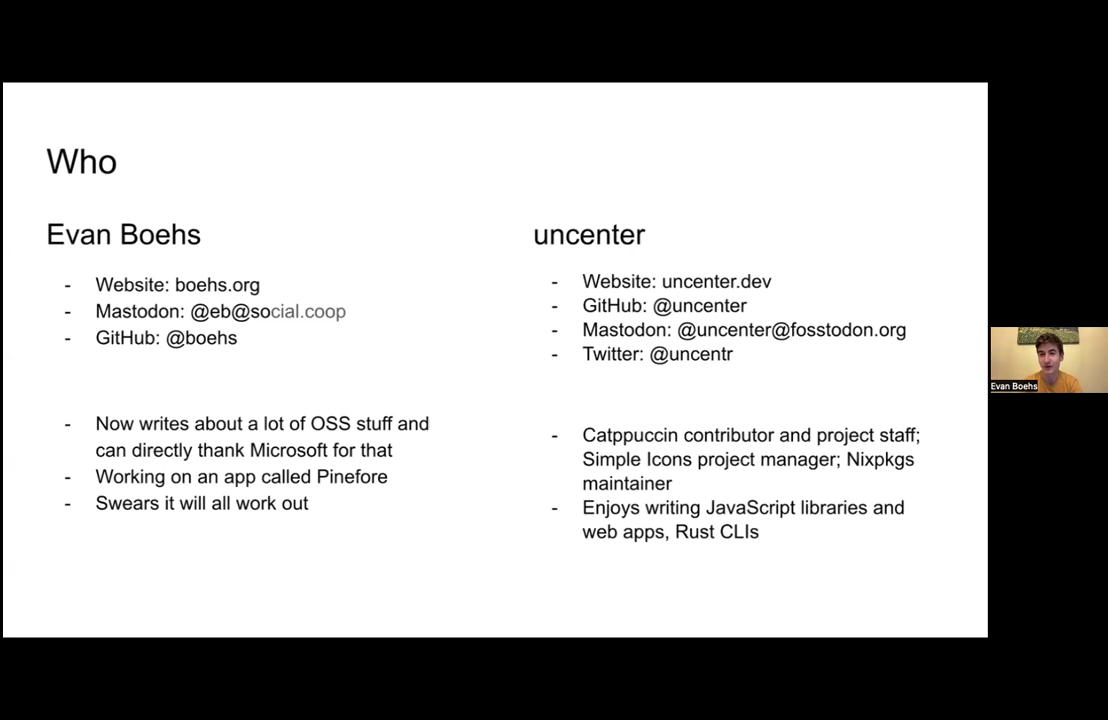 Who
Evan Boehs
- Website: boehs.org
- Mastodon: @eb@social.coop
- GitHub: @boehs
- Now writes about a lot of OSS stuff and
can directly thank Microsoft for that
- Working on an app called Pinefore
- Swears it will all work out
uncenter
- Website: uncenter.dev
- GitHub: @uncenter
- Mastodon: @uncenter@fosstodon.org
- Twitter: @uncentr
- Catppuccin contributor and project staff;
Simple Icons project manager; Nixpkgs
maintainer
- Enjoys writing JavaScript libraries and
web apps, Rust CLIs
Evan Boehs